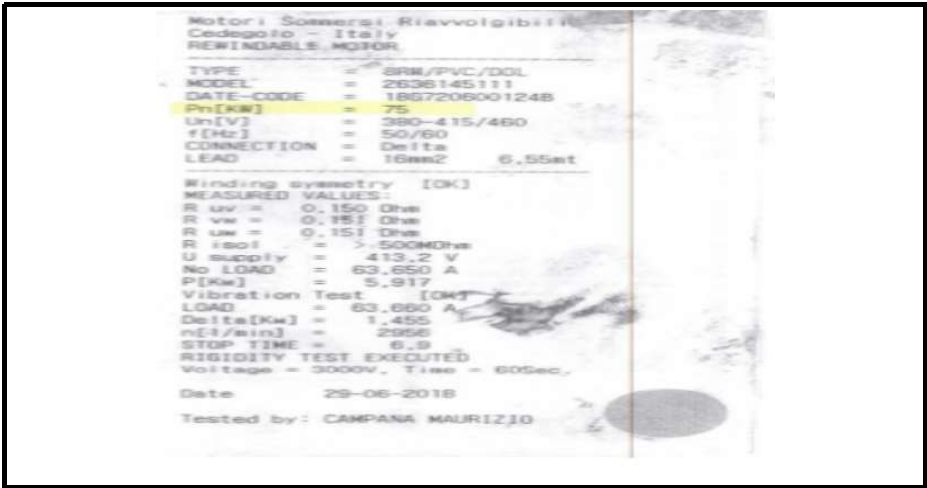 Motori Sommersi Riavvolgibili
Cedegolo - Italy
REWINDABLE MOTOR
TYPE = 8RW/PVC/DOL
MODEL = 2636145111
DATE-CODE = 18G720600124B
Pn[KW] = 75
Un[V] = 380-415/460
f[Hz] = 50/60
CONNECTION = Delta
LEAD = 16mm2 6,55mt
Winding symmetry [OK]
MEASURED VALUES:
R uv = 0,150 Ohm
R vw = 0,151 Ohm
R uw = 0,151 Ohm
R isol = > 500MOhm
U supply = 413,2 V
No LOAD = 63,650 A
P[Kw] = 5,917
Vibration Test [OK]
LOAD = 63,660 A
Delta[Kw] = 1,455
n[1/min] = 2956
STOP TIME = 6,9
RIGIDITY TEST EXECUTED
Voltage = 3000V, Time = 60Sec.
Date 29-06-2018
Tested by: CAMPANA MAURIZIO